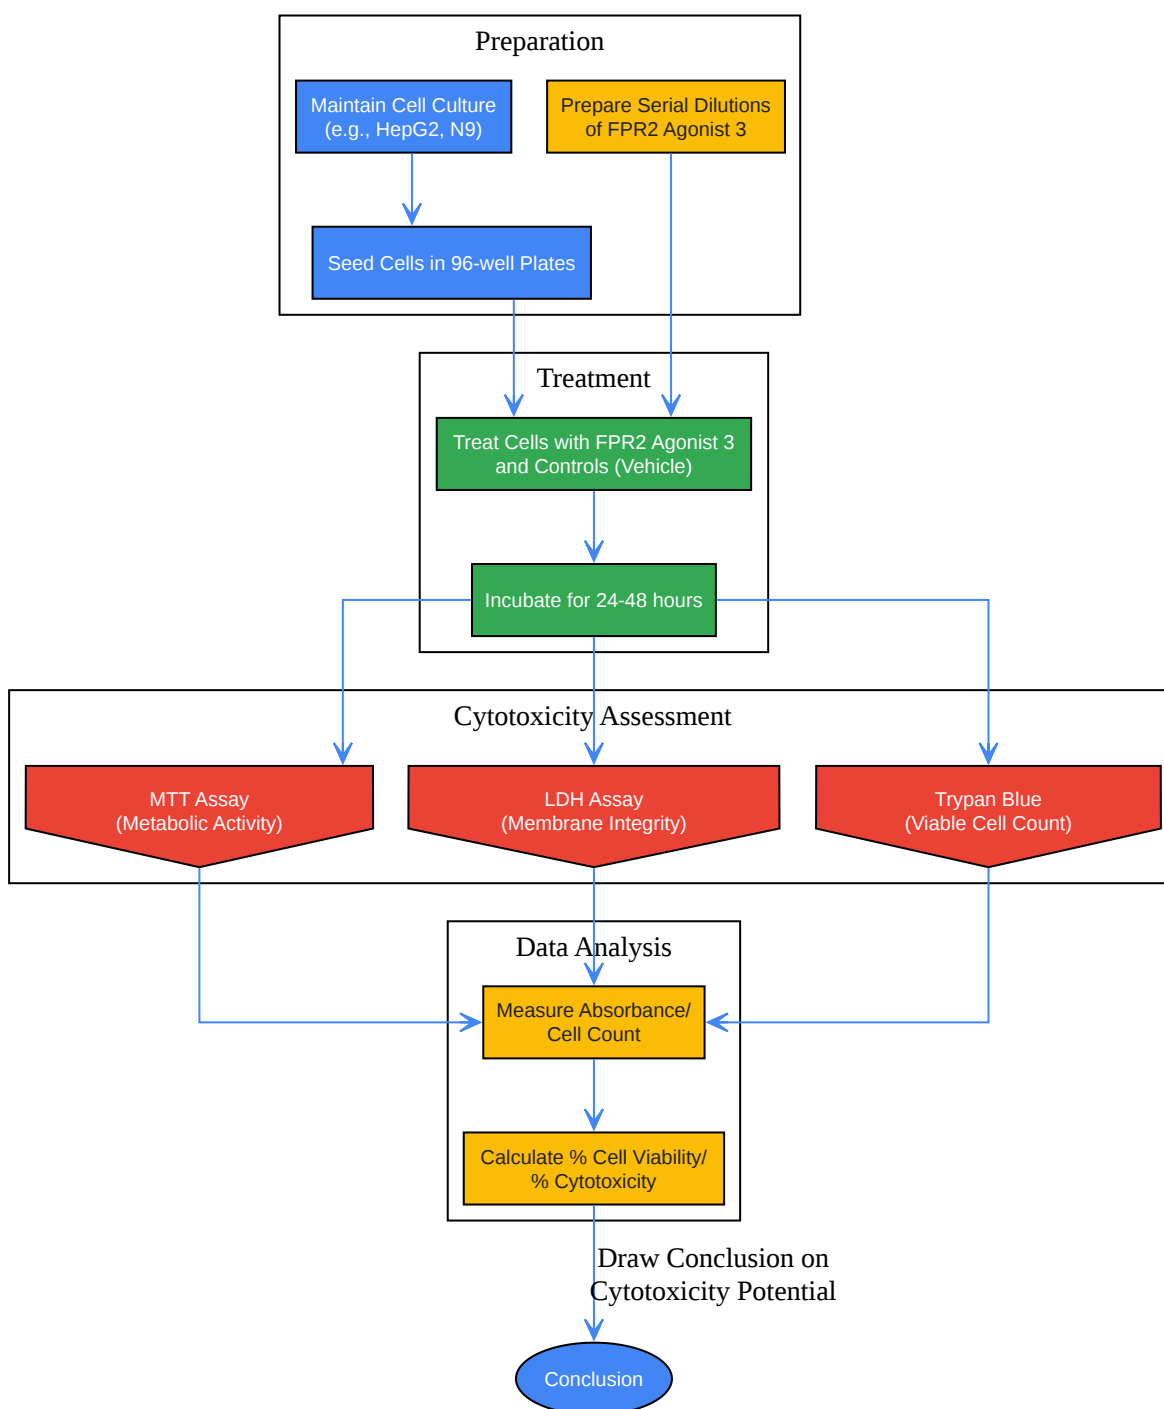 Preparation
Maintain Cell Culture
(e.g., HepG2, N9)
Prepare Serial Dilutions
of FPR2 Agonist 3
Seed Cells in 96-well Plates
Treatment
Treat Cells with FPR2 Agonist 3
and Controls (Vehicle)
Incubate for 24-48 hours
Cytotoxicity Assessment
MTT Assay
(Metabolic Activity)
LDH Assay
(Membrane Integrity)
Trypan Blue
(Viable Cell Count)
Data Analysis
Measure Absorbance/
Cell Count
Calculate % Cell Viability/
% Cytotoxicity
Draw Conclusion on
Cytotoxicity Potential
Conclusion